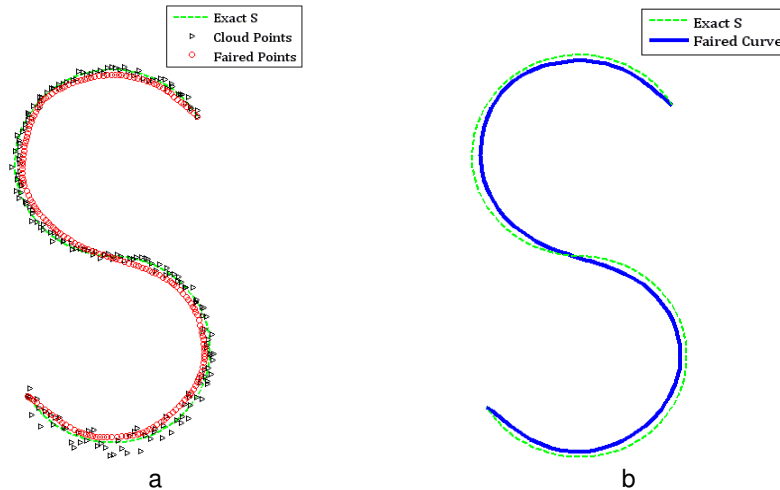 Exact S
Cloud Points
Faired Points
a
Exact S
Faired Curve
b